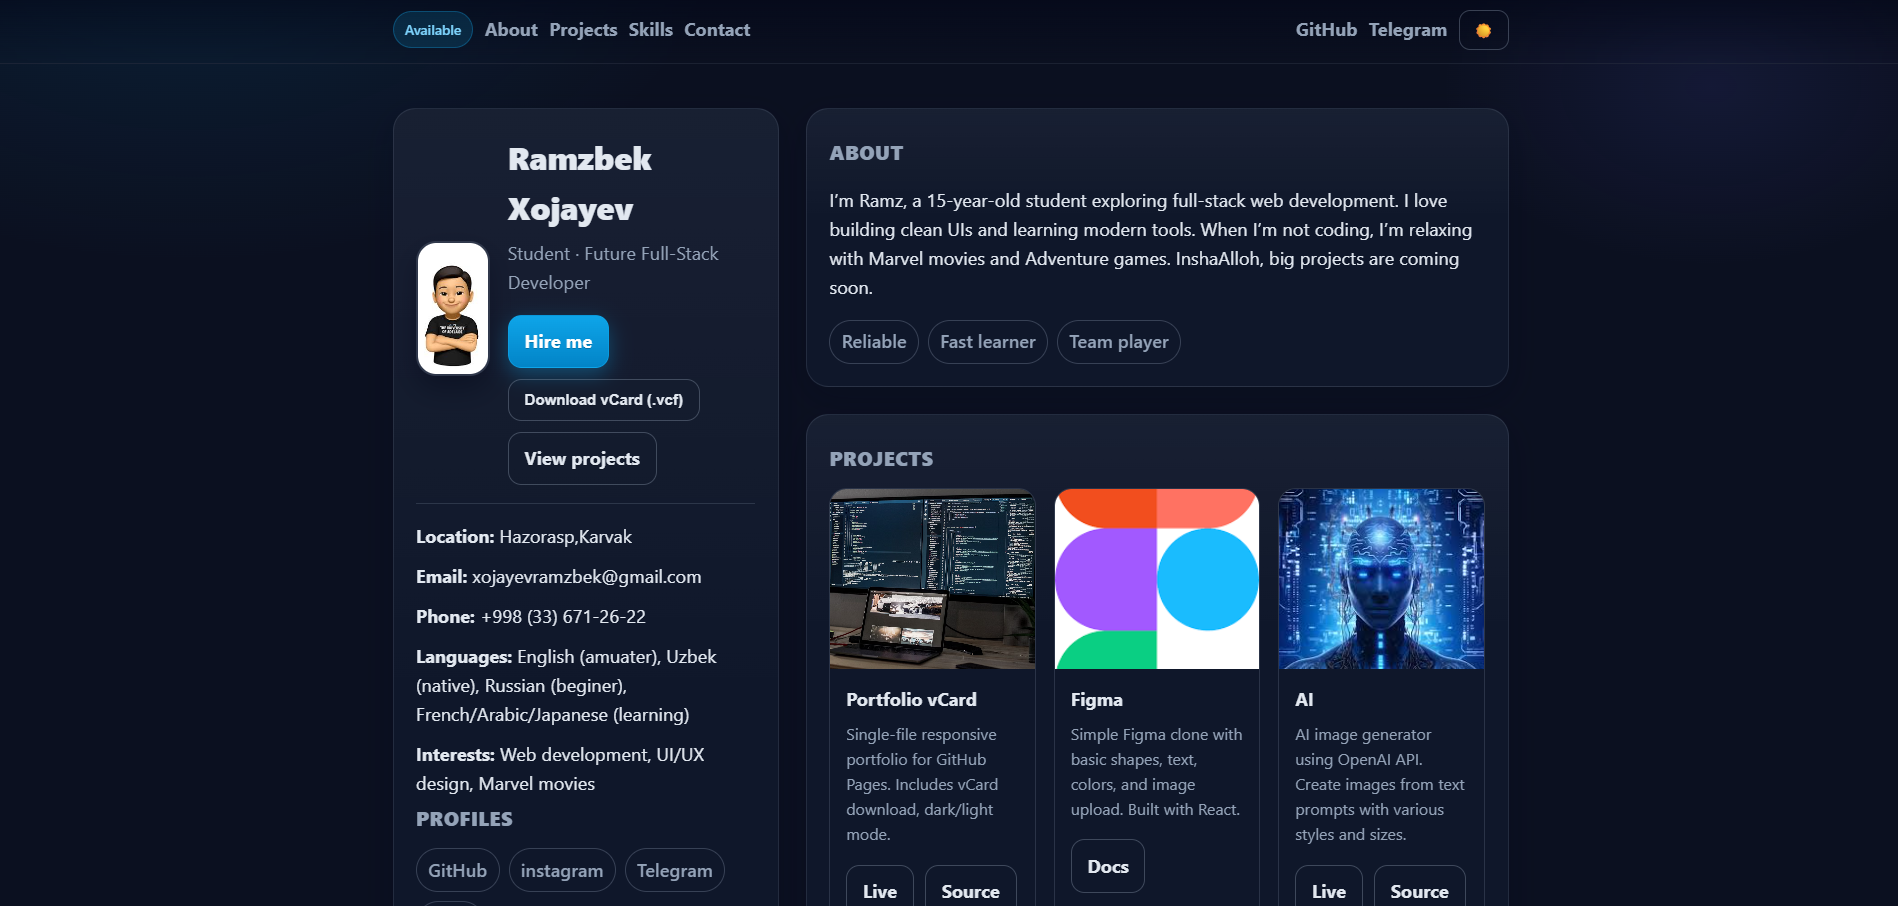 Available About Projects Skills Contact GitHub Telegram
Ramzbek
Xojayev
Student · Future Full-Stack
Developer
Hire me
Download vCard (.vcf)
View projects
Location: Hazorasp,Karvak
Email: xojayevramzbek@gmail.com
Phone: +998 (33) 671-26-22
Languages: English (amuater), Uzbek
(native), Russian (beginer),
French/Arabic/Japanese (learning)
Interests: Web development, UI/UX
design, Marvel movies
PROFILES
GitHub instagram Telegram
ABOUT
I’m Ramz, a 15-year-old student exploring full-stack web development. I love
building clean UIs and learning modern tools. When I’m not coding, I’m relaxing
with Marvel movies and Adventure games. InshaAlloh, big projects are coming
soon.
Reliable Fast learner Team player
PROJECTS
Portfolio vCard
Single-file responsive
portfolio for GitHub
Pages. Includes vCard
download, dark/light
mode.
Live Source
Figma
Simple Figma clone with
basic shapes, text,
colors, and image
upload. Built with React.
Docs
AI
AI image generator
using OpenAI API.
Create images from text
prompts with various
styles and sizes.
Live Source